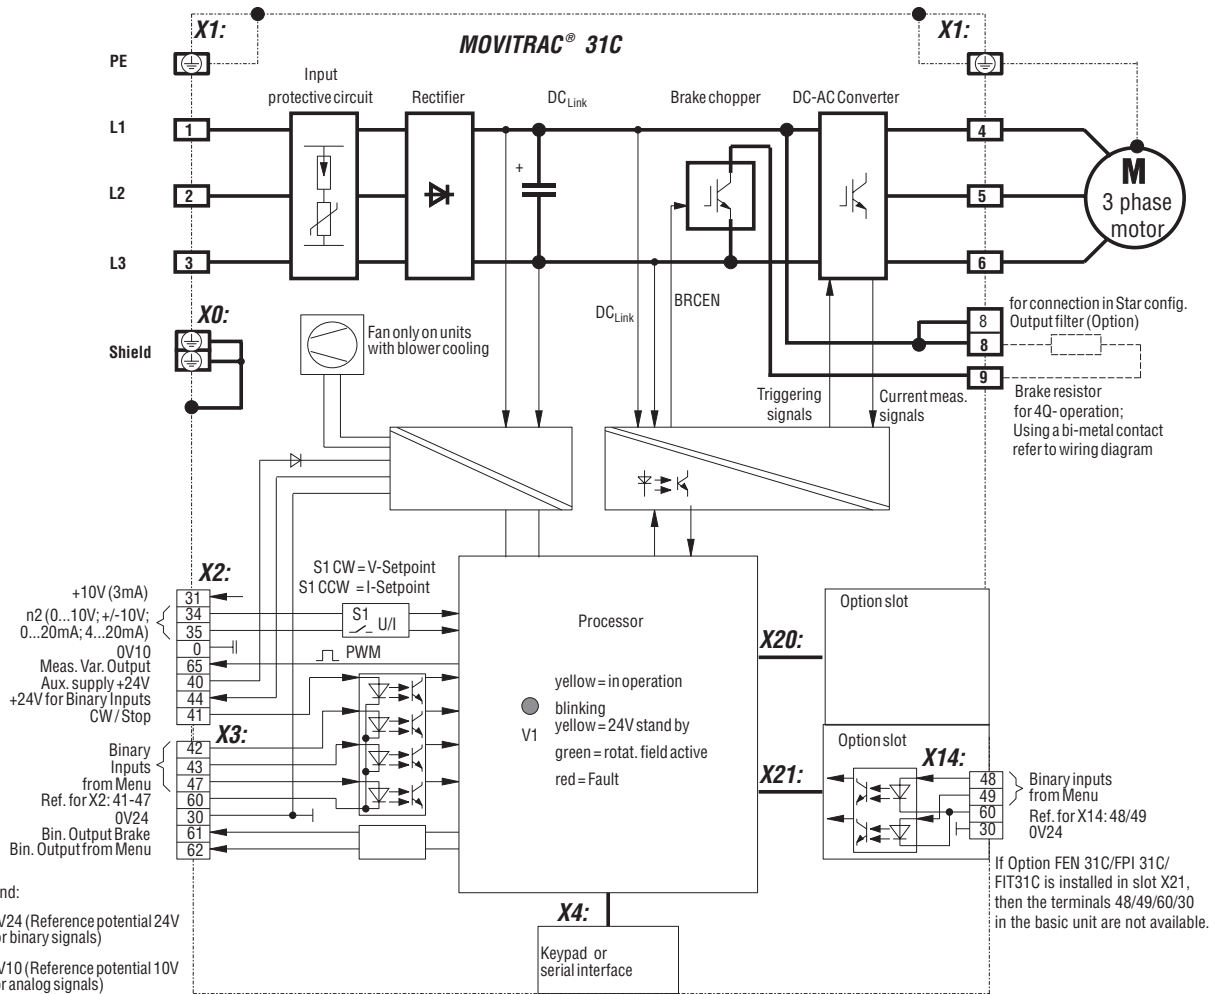 X1:
MOVITRAC® 31C
X1:
PE
Input
protective circuit
Rectifier
DC Link
Brake chopper
DC-AC Converter
L1
1
4
+
L2
2
5
M
3 phase
motor
L3
3
6
BRCEN
DC Link
X0:
Shield
Fan only on units
with blower cooling
8
for connection in Star config.
Output filter (Option)
8
9
Triggering
signals
Current meas.
signals
Brake resistor
for 4Q- operation;
Using a bi-metal contact
refer to wiring diagram
X2:
S1 CW = V-Setpoint
S1 CCW = I-Setpoint
+10V (3mA)
31
n2 (0...10V; +/-10V;
34
0...20mA; 4...20mA)
35
S1
U/I
0V10
0
Meas. Var. Output
65
PWM
Aux. supply +24V
40
+24V for Binary Inputs
44
CW / Stop
41
X3:
Binary
42
Inputs
43
from Menu
47
Ref. for X2: 41-47
60
0V24
30
Bin. Output Brake
61
Bin. Output from Menu
62
Processor
yellow = in operation
V1
blinking
yellow = 24V stand by
green = rotat. field active
red = Fault
X20:
Option slot
X21:
Option slot
X14:
48
49
60
30
Binary inputs
from Menu
Ref. for X14: 48/49
0V24
If Option FEN 31C/FPI 31C/
FIT31C is installed in slot X21,
then the terminals 48/49/60/30
in the basic unit are not available.
X4:
Keypad or
serial interface
nd:
V24 (Reference potential 24V
or binary signals)
V10 (Reference potential 10V
or analog signals)